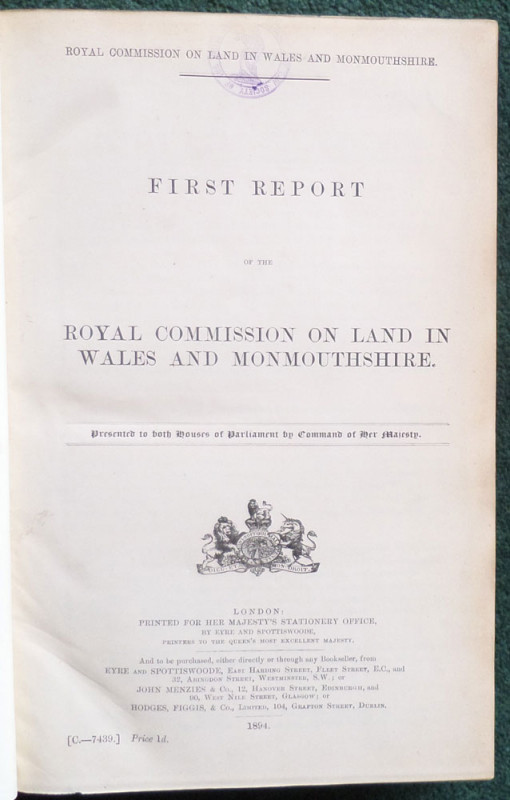 ROYAL COMMISSION ON LAND IN WALES AND MONMOUTHSHIRE.
FIRST REPORT
OF THE
ROYAL COMMISSION ON LAND IN
WALES AND MONMOUTHSHIRE.
Presented to both Houses of Parliament by Command of Her Majesty.
LONDON:
PRINTED FOR HER MAJESTY'S STATIONERY OFFICE,
BY EYRE AND SPOTTISWOODE,
PRINTERS TO THE QUEEN'S MOST EXCELLENT MAJESTY.
And to be purchased, either directly or through any Bookseller, from
EYRE AND SPOTTISWOODE, EAST HARDING STREET, FLEET STREET, E.C., and
32, ABINGDON STREET, WESTMINSTER, S.W.; or
JOHN MENZIES & Co., 12, HANOVER STREET, EDINBURGH, and
90, WEST NILE STREET, GLASGOW; or
HODGES, FIGGIS, & Co., LIMITED, 104, GRAFTON STREET, DUBLIN.
1894.
[C.—7439.] Price 1d.